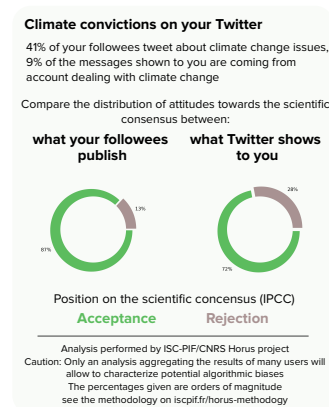 Climate convictions on your Twitter
41% of your followees tweet about climate change issues,
9% of the messages shown to you are coming from
account dealing with climate change
Compare the distribution of attitudes towards the scientific
consensus between:
what your followees
publish
what Twitter shows
to you
13%
87%
28%
72%
Position on the scientific concensus (IPCC)
Acceptance Rejection
Analysis performed by ISC-PIF/CNRS Horus project
Caution: Only an analysis aggregating the results of many users will
allow to characterize potential algorithmic biases
The percentages given are orders of magnitude
see the methodology on iscpif.fr/horus-methodogy